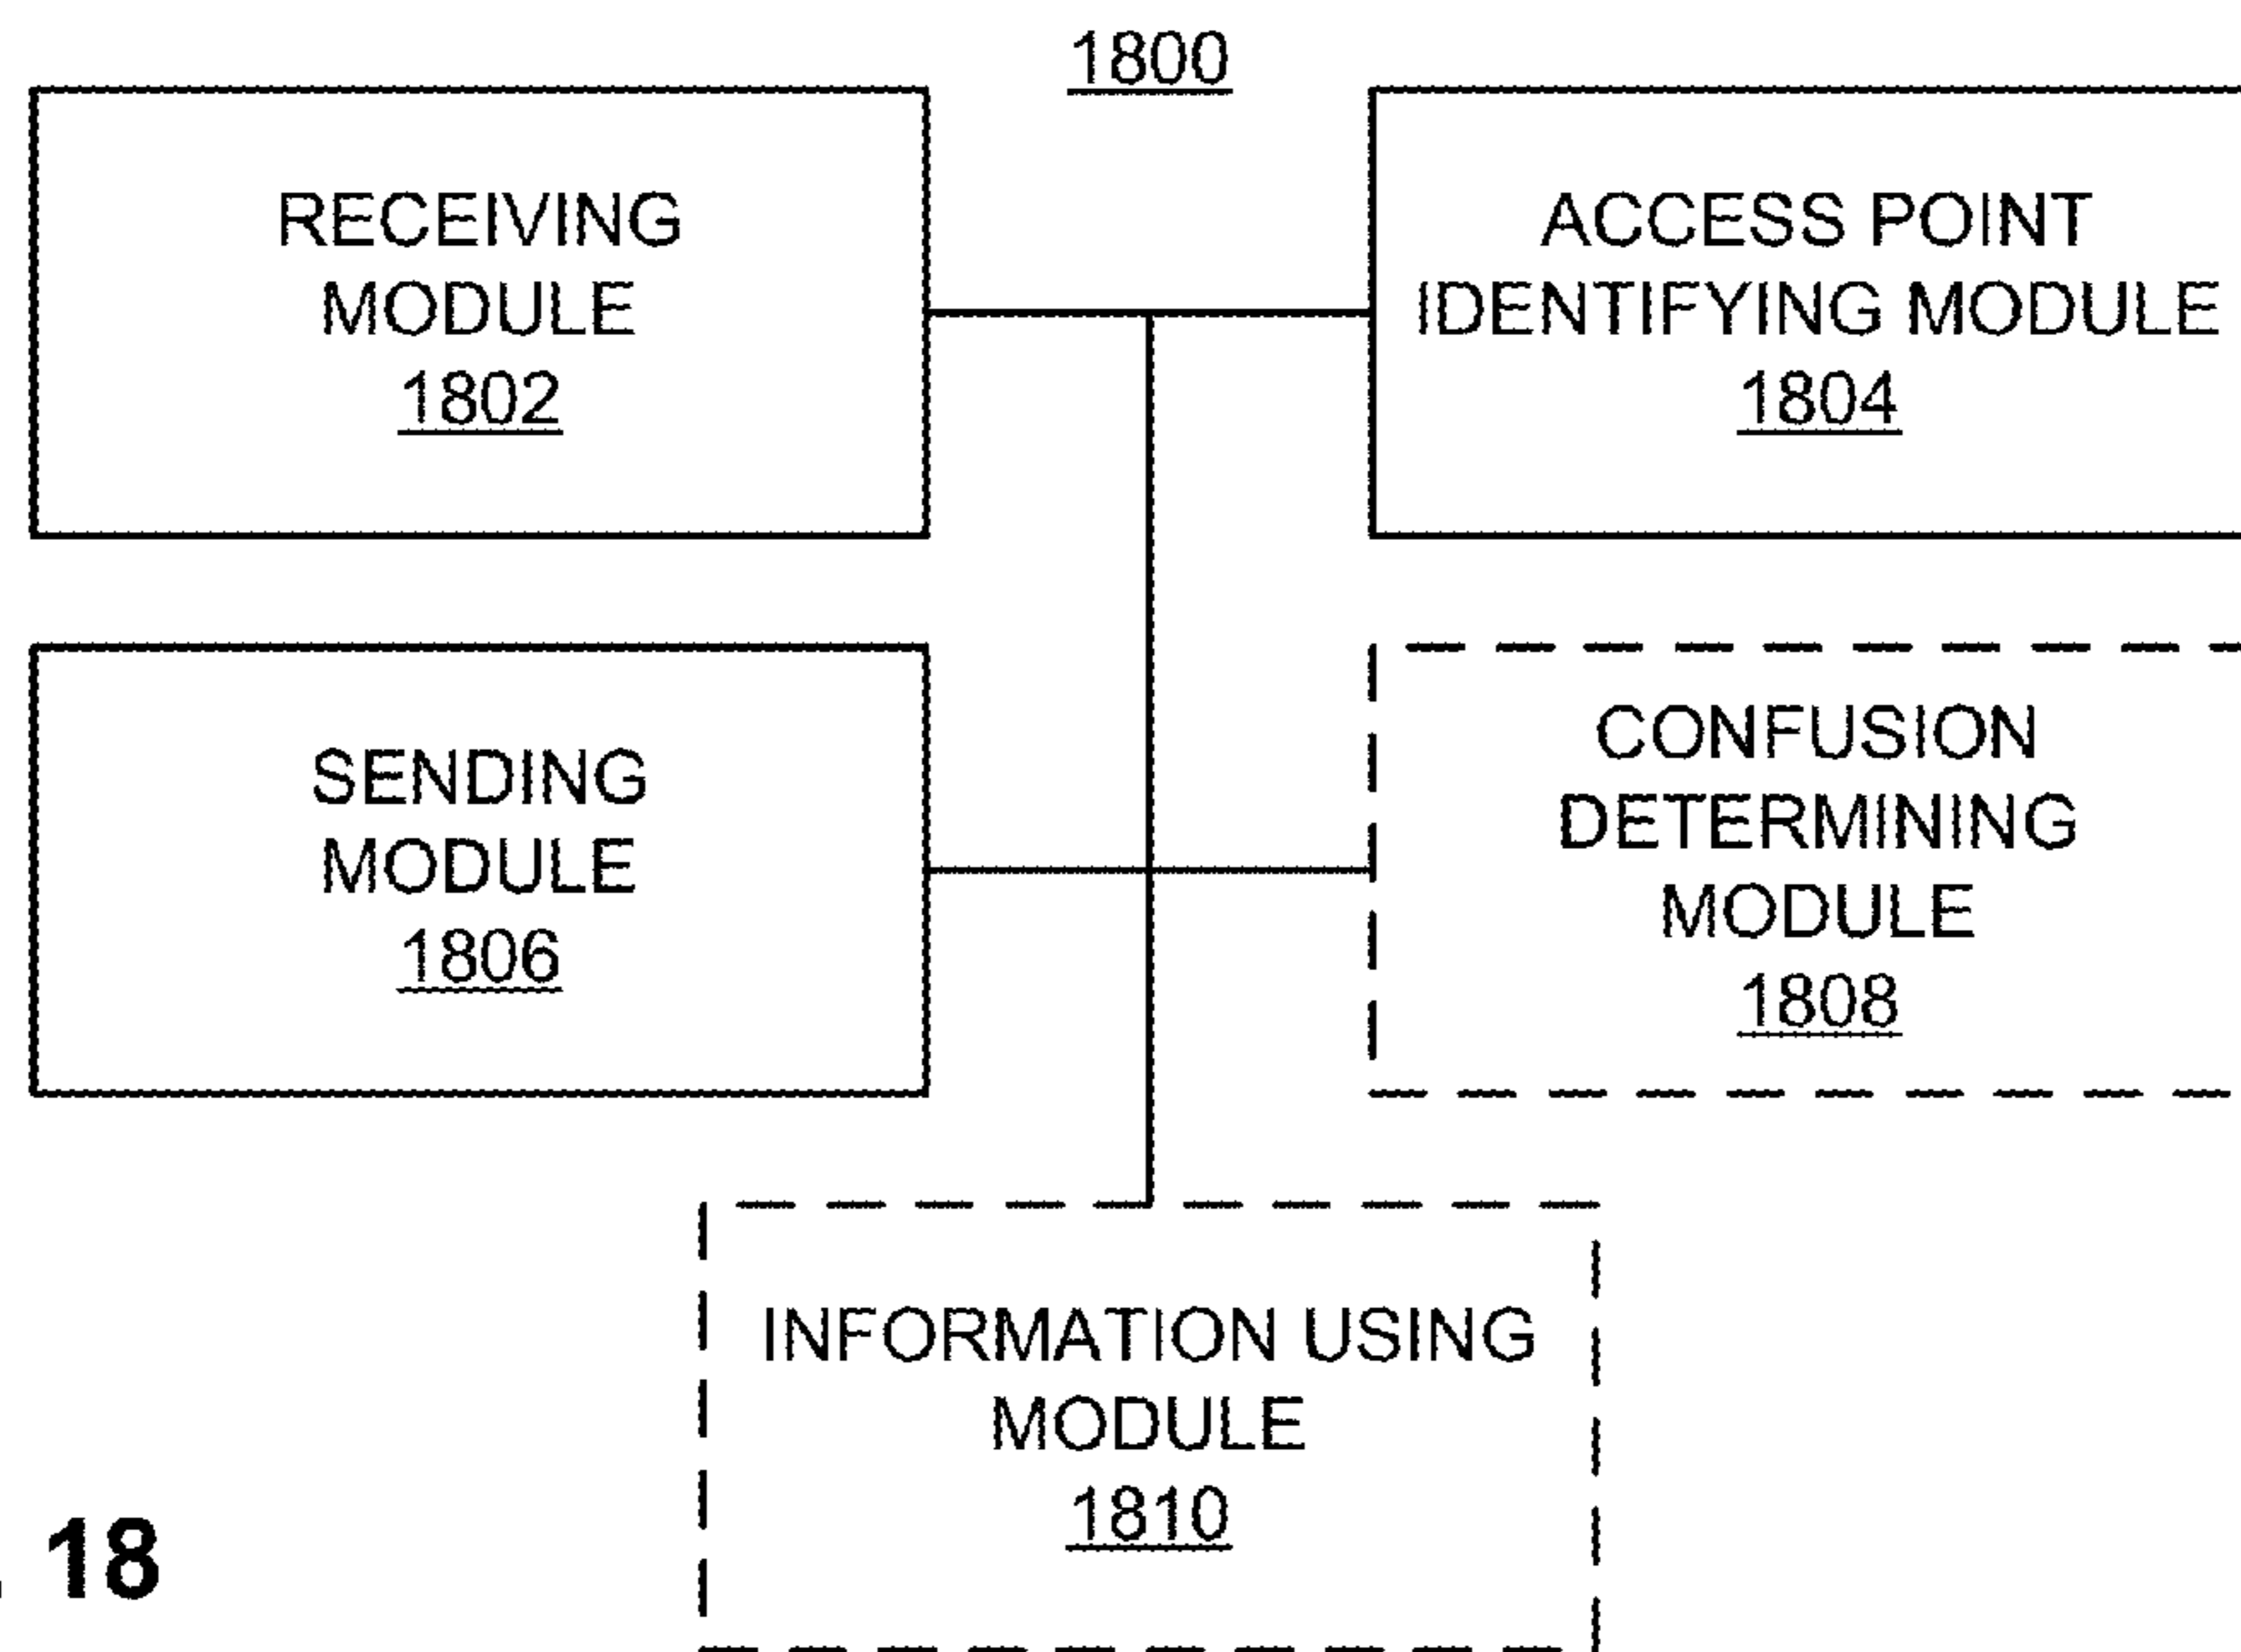 1800
RECEIVING
MODULE
1802
ACCESS POINT
IDENTIFYING MODULE
1804
SENDING
MODULE
1806
CONFUSION
DETERMINING
MODULE
1808
INFORMATION USING
MODULE
1810
. 18